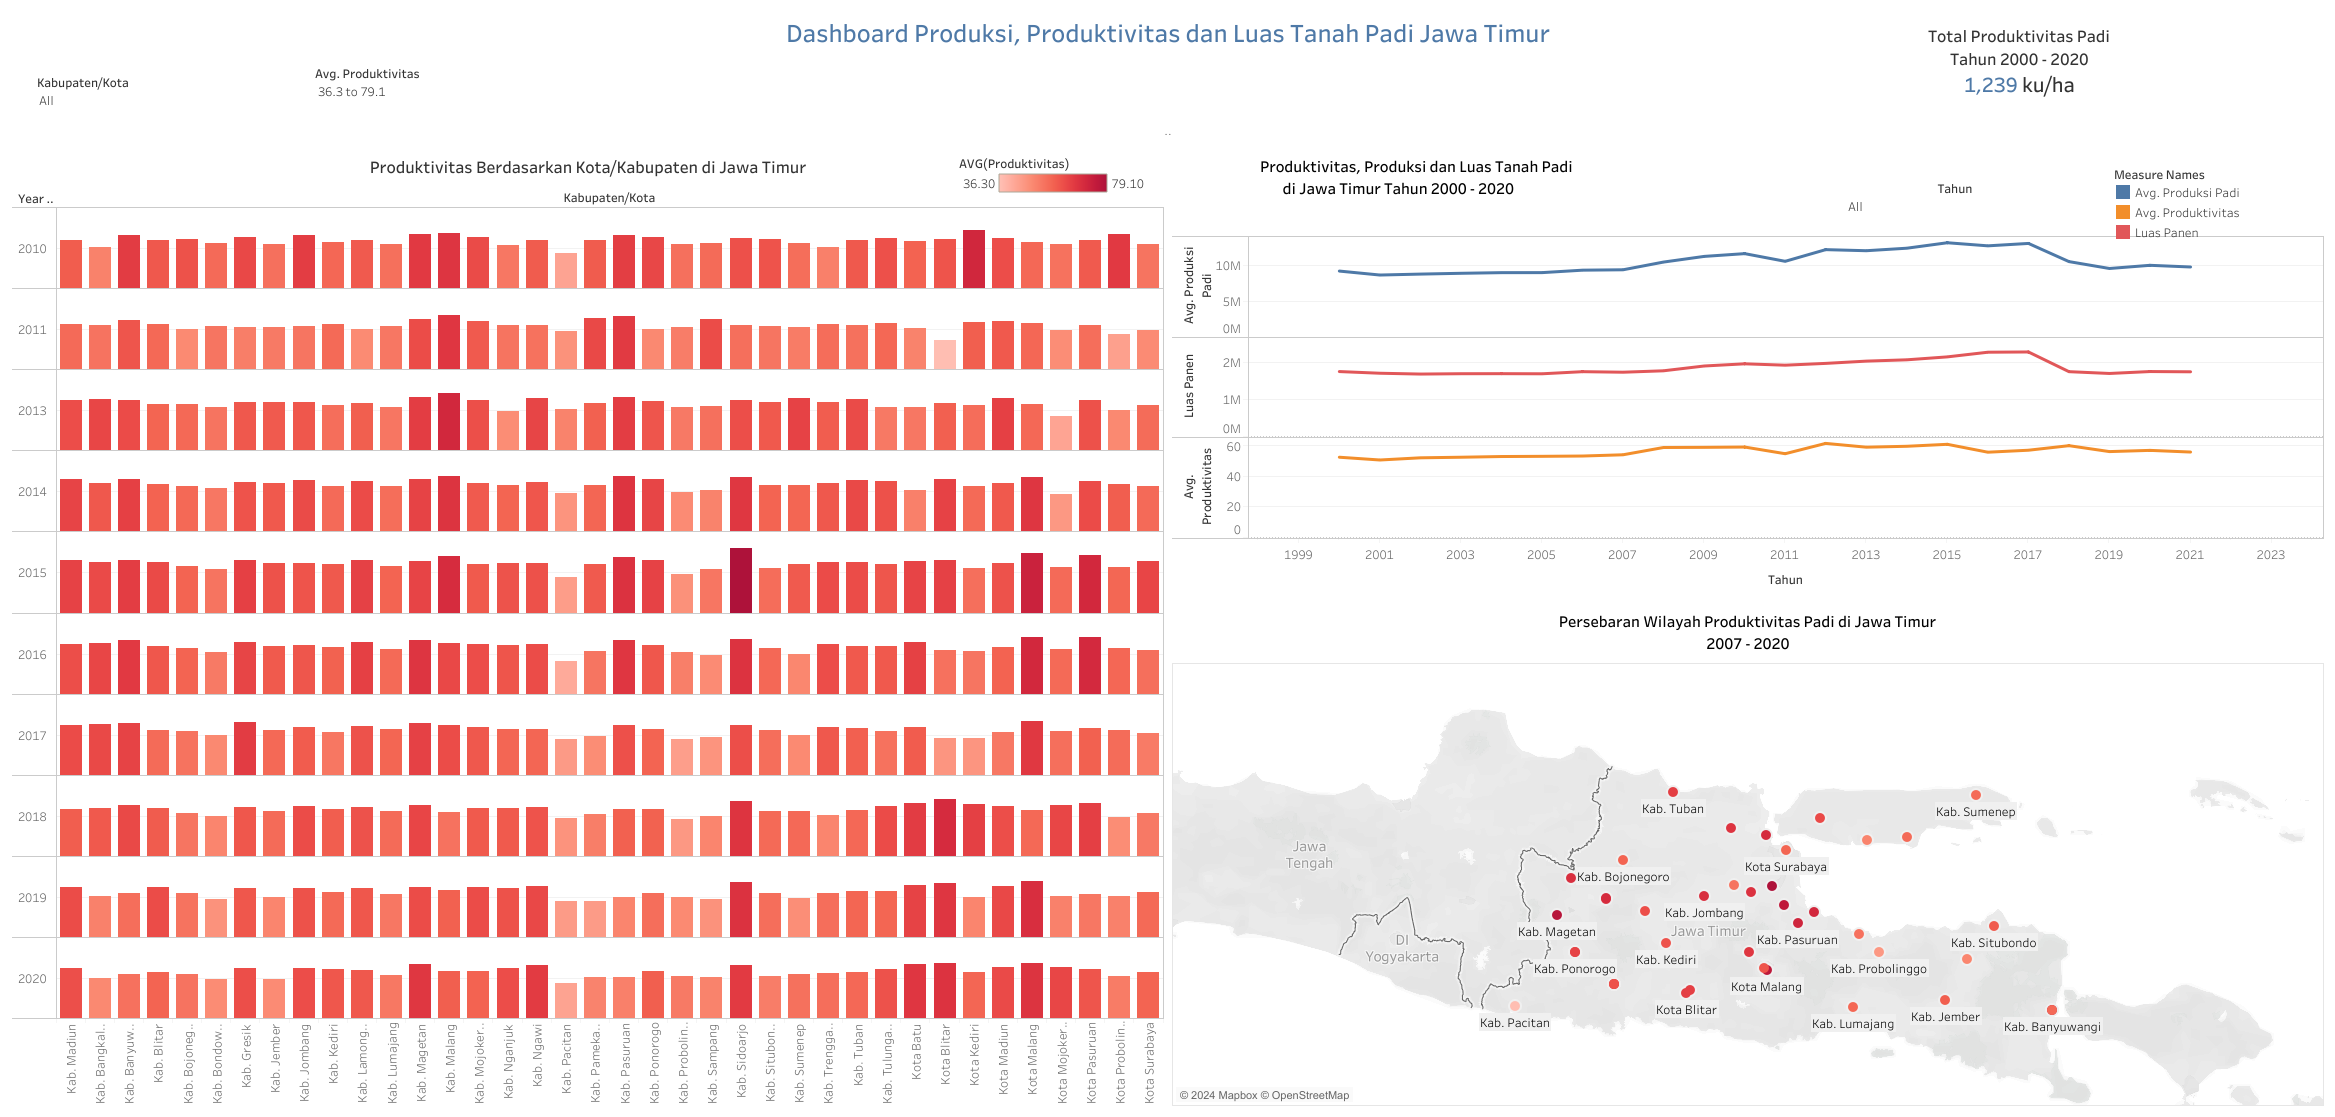 Dashboard Produksi, Produktivitas dan Luas Tanah Padi Jawa Timur
Total Produktivitas Padi
Tahun 2000 - 2020
1,239 ku/ha
Kabupaten/Kota
All
Avg. Produktivitas
36.3 to 79.1
..
Produktivitas Berdasarkan Kota/Kabupaten di Jawa Timur
AVG(Produktivitas)
36.30
79.10
Year ..
Kabupaten/Kota
2010
2011
2013
2014
2015
2016
2017
2018
2019
2020
Kab. Madiun
Kab. Bangkal..
Kab. Banyuw..
Kab. Blitar
Kab. Bojoneg..
Kab. Bondow..
Kab. Gresik
Kab. Jember
Kab. Jombang
Kab. Kediri
Kab. Lamong..
Kab. Lumajang
Kab. Magetan
Kab. Malang
Kab. Mojoker..
Kab. Nganjuk
Kab. Ngawi
Kab. Pacitan
Kab. Pameka..
Kab. Pasuruan
Kab. Ponorogo
Kab. Probolin..
Kab. Sampang
Kab. Sidoarjo
Kab. Situbon..
Kab. Sumenep
Kab. Trengga..
Kab. Tuban
Kab. Tulunga..
Kota Batu
Kota Blitar
Kota Kediri
Kota Madiun
Kota Malang
Kota Mojoker..
Kota Pasuruan
Kota Probolin..
Kota Surabaya
Produktivitas, Produksi dan Luas Tanah Padi
di Jawa Timur Tahun 2000 - 2020
Tahun
All
Measure Names
Avg. Produksi Padi
Avg. Produktivitas
Luas Panen
Avg. Produksi
Padi
10M
5M
0M
Luas Panen
2M
1M
0M
Avg.
Produktivitas
60
40
20
0
1999
2001
2003
2005
2007
2009
2011
2013
2015
2017
2019
2021
2023
Tahun
Persebaran Wilayah Produktivitas Padi di Jawa Timur
2007 - 2020
Kab. Tuban
Kab. Sumenep
Jawa
Tengah
Kota Surabaya
Kab. Bojonegoro
Kab. Jombang
Kab. Magetan
Jawa Timur
Kab. Pasuruan
Kab. Situbondo
DI
Yogyakarta
Kab. Ponorogo
Kab. Kediri
Kab. Probolinggo
Kota Malang
Kab. Pacitan
Kota Blitar
Kab. Lumajang
Kab. Jember
Kab. Banyuwangi
© 2024 Mapbox © OpenStreetMap